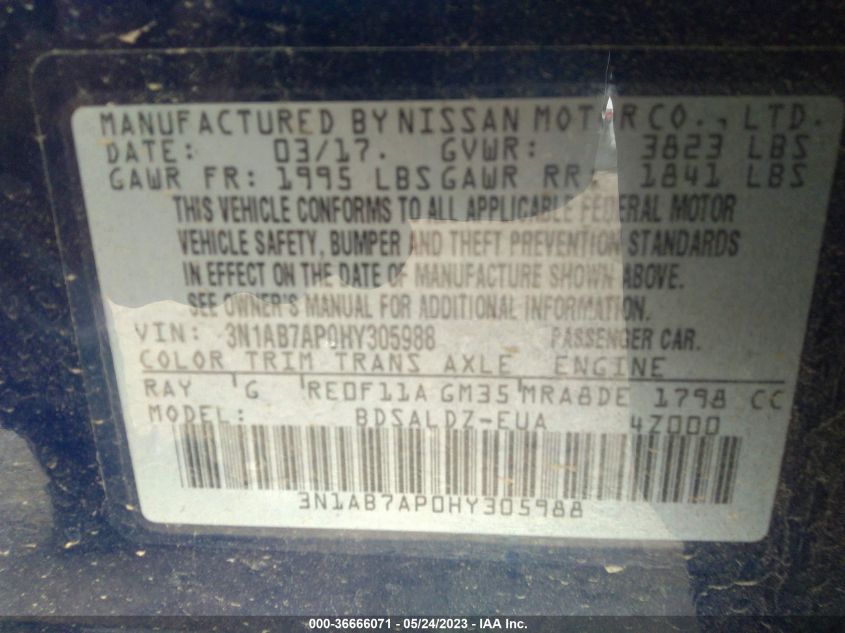 MANUFACTURED BY NISSAN MOTOR CO., LTD.
DATE: 03/17. GVWR: 3823 LBS
GAWR FR: 1995 LBS GAWR RR: 1841 LBS
THIS VEHICLE CONFORMS TO ALL APPLICABLE FEDERAL MOTOR
VEHICLE SAFETY, BUMPER AND THEFT PREVENTION STANDARDS
IN EFFECT ON THE DATE OF MANUFACTURE SHOWN ABOVE.
SEE OWNER'S MANUAL FOR ADDITIONAL INFORMATION.
VIN: 3N1AB7AP0HY305988 PASSENGER CAR.
COLOR TRIM TRANS AXLE ENGINE
RAY G RE0F11A GM35 MRA8DE 1798 CC
MODEL: BDSALDZ-EUA 4Z000
3N1AB7AP0HY305988
000-36666071 - 05/24/2023 - IAA Inc.